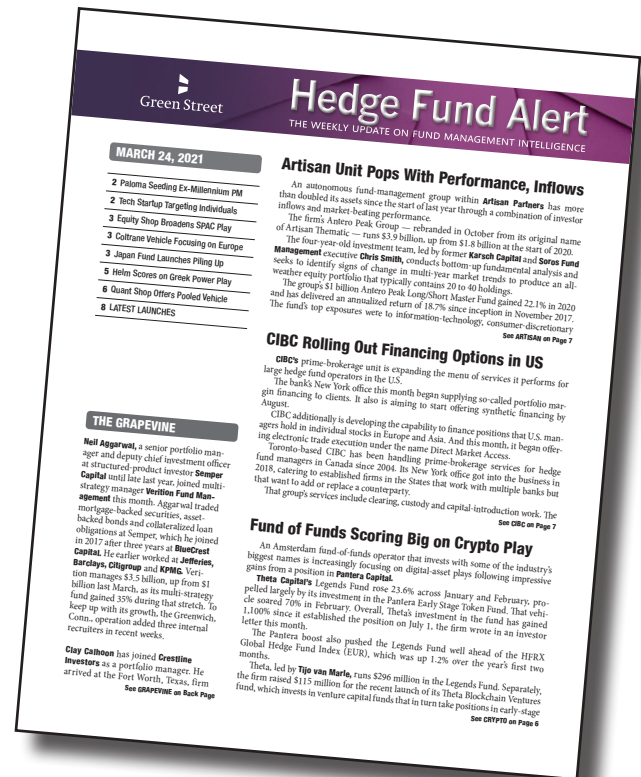 Green Street
Hedge Fund Alert
THE WEEKLY UPDATE ON FUND MANAGEMENT INTELLIGENCE
MARCH 24, 2021
2 Paloma Seeding Ex-Millennium PM
2 Tech Startup Targeting Individuals
3 Equity Shop Broadens SPAC Play
3 Coltrane Vehicle Focusing on Europe
3 Japan Fund Launches Piling Up
5 Helm Scores on Greek Power Play
6 Quant Shop Offers Pooled Vehicle
8 LATEST LAUNCHES
THE GRAPEVINE
Neil Aggarwal, a senior portfolio man-
ager and deputy chief investment officer
at structured-product investor Semper
Capital until late last year, joined multi-
strategy manager Verition Fund Man-
agement this month. Aggarwal traded
mortgage-backed securities, asset-
backed bonds and collateralized loan
obligations at Semper, which he joined
in 2017 after three years at BlueCrest
Capital. He earlier worked at Jefferies,
Barclays, Citigroup and KPMG. Veri-
tion manages $3.5 billion, up from $1
billion last March, as its multi-strategy
fund gained 35% during that stretch. To
keep up with its growth, the Greenwich,
Conn., operation added three internal
recruiters in recent weeks.
Clay Calhoon has joined Crestline
Investors as a portfolio manager. He
arrived at the Fort Worth, Texas, firm
See GRAPEVINE on Back Page
Artisan Unit Pops With Performance, Inflows
An autonomous fund-management group within Artisan Partners has more
than doubled its assets since the start of last year through a combination of investor
inflows and market-beating performance.
The firm's Antero Peak Group — rebranded in October from its original name
of Artisan Thematic — runs $3.9 billion, up from $1.8 billion at the start of 2020.
The four-year-old investment team, led by former Karsch Capital and Soros Fund
Management executive Chris Smith, conducts bottom-up fundamental analysis and
seeks to identify signs of change in multi-year market trends to produce an all-
weather equity portfolio that typically contains 20 to 40 holdings.
The group's $1 billion Antero Peak Long/Short Master Fund gained 22.1% in 2020
and has delivered an annualized return of 18.7% since inception in November 2017.
The fund's top exposures were to information-technology, consumer-discretionary
See ARTISAN on Page 7
CIBC Rolling Out Financing Options in US
CIBC's prime-brokerage unit is expanding the menu of services it performs for
large hedge fund operators in the U.S.
The bank's New York office this month began supplying so-called portfolio mar-
gin financing to clients. It also is aiming to start offering synthetic financing by
August.
CIBC additionally is developing the capability to finance positions that U.S. man-
agers hold in individual stocks in Europe and Asia. And this month, it began offer-
ing electronic trade execution under the name Direct Market Access.
Toronto-based CIBC has been handling prime-brokerage services for hedge
fund managers in Canada since 2004. Its New York office got into the business in
2018, catering to established firms in the States that work with multiple banks but
that want to add or replace a counterparty.
That group's services include clearing, custody and capital-introduction work. The
See CIBC on Page 7
Fund of Funds Scoring Big on Crypto Play
An Amsterdam fund-of-funds operator that invests with some of the industry's
biggest names is increasingly focusing on digital-asset plays following impressive
gains from a position in Pantera Capital.
Theta Capital's Legends Fund rose 23.6% across January and February, pro-
pelled largely by its investment in the Pantera Early Stage Token Fund. That vehi-
cle soared 70% in February. Overall, Theta's investment in the fund has gained
1,100% since it established the position on July 1, the firm wrote in an investor
letter this month.
The Pantera boost also pushed the Legends Fund well ahead of the HFRX
Global Hedge Fund Index (EUR), which was up 1.2% over the year's first two
months.
Theta, led by Tijo van Marle, runs $296 million in the Legends Fund. Separately,
the firm raised $115 million for the recent launch of its Theta Blockchain Ventures
fund, which invests in venture capital funds that in turn take positions in early-stage
See CRYPTO on Page 6